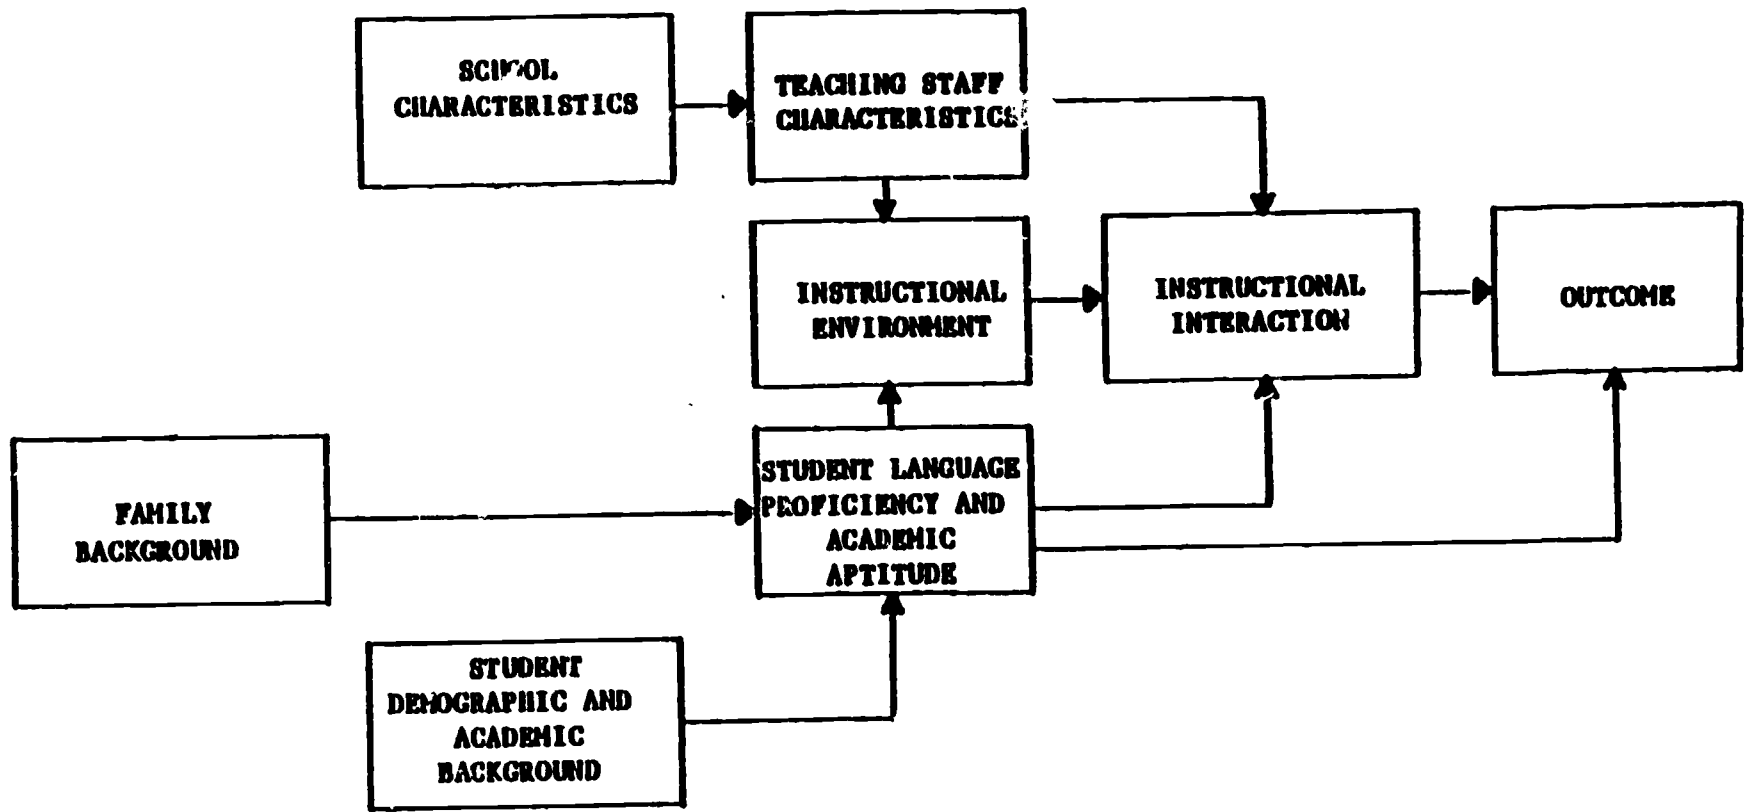 SCHOOL
CHARACTERISTICS
TEACHING STAFF
CHARACTERISTICS
INSTRUCTIONAL
ENVIRONMENT
INSTRUCTIONAL
INTERACTION
OUTCOME
FAMILY
BACKGROUND
STUDENT LANGUAGE
PROFICIENCY AND
ACADEMIC
APTITUDE
STUDENT
DEMOGRAPHIC AND
ACADEMIC
BACKGROUND